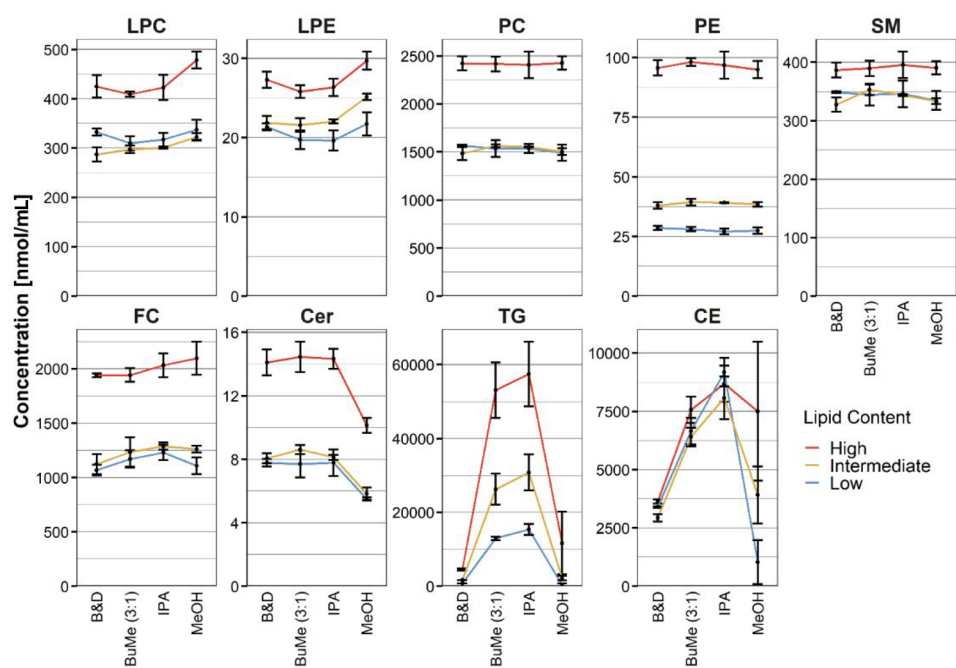 LPC
LPE
PC
PE
SM
500
400
300
200
100
0
30
20
10
0
2500
2000
1500
1000
500
0
100
75
50
25
0
400
300
200
100
0
Concentration [nmol/mL]
FC
Cer
TG
CE
B&D
BuMe (3:1)
IPA
MeOH
2000
1500
1000
500
0
16
12
8
4
0
60000
40000
20000
0
10000
7500
5000
2500
0
Lipid Content
High
Intermediate
Low
B&D
BuMe (3:1)
IPA
MeOH
B&D
BuMe (3:1)
IPA
MeOH
B&D
BuMe (3:1)
IPA
MeOH
B&D
BuMe (3:1)
IPA
MeOH